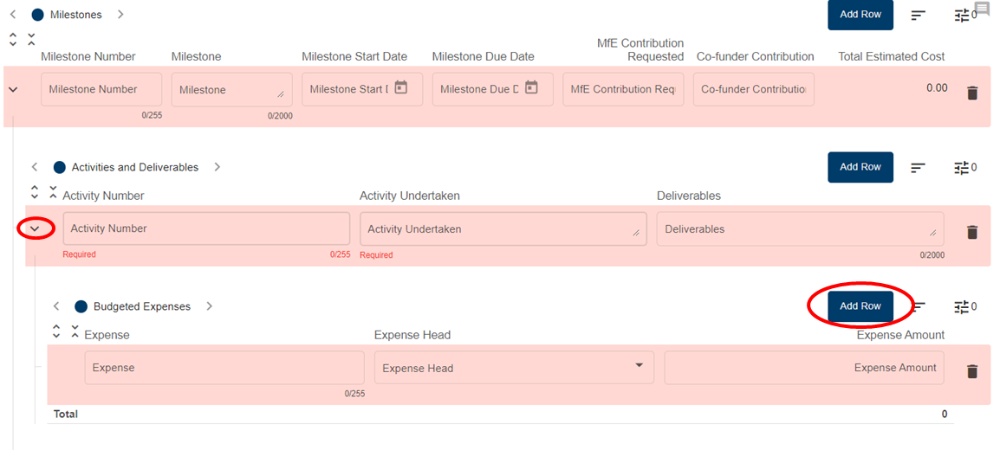 Milestones
Add Row
0
Milestone Number Milestone Milestone Start Date Milestone Due Date MfE Contribution Requested Co-funder Contribution Total Estimated Cost
Milestone Number Milestone Milestone Start D Milestone Due D MfE Contribution Req Co-funder Contribution 0.00
0/255 0/2000
Activities and Deliverables Add Row 0
Activity Number Activity Undertaken Deliverables
Activity Number Activity Undertaken Deliverables
Required 0/255 Required 0/2000
Budgeted Expenses Add Row 0
Expense Expense Head Expense Amount
Expense Expense Head Expense Amount
0/255
Total 0